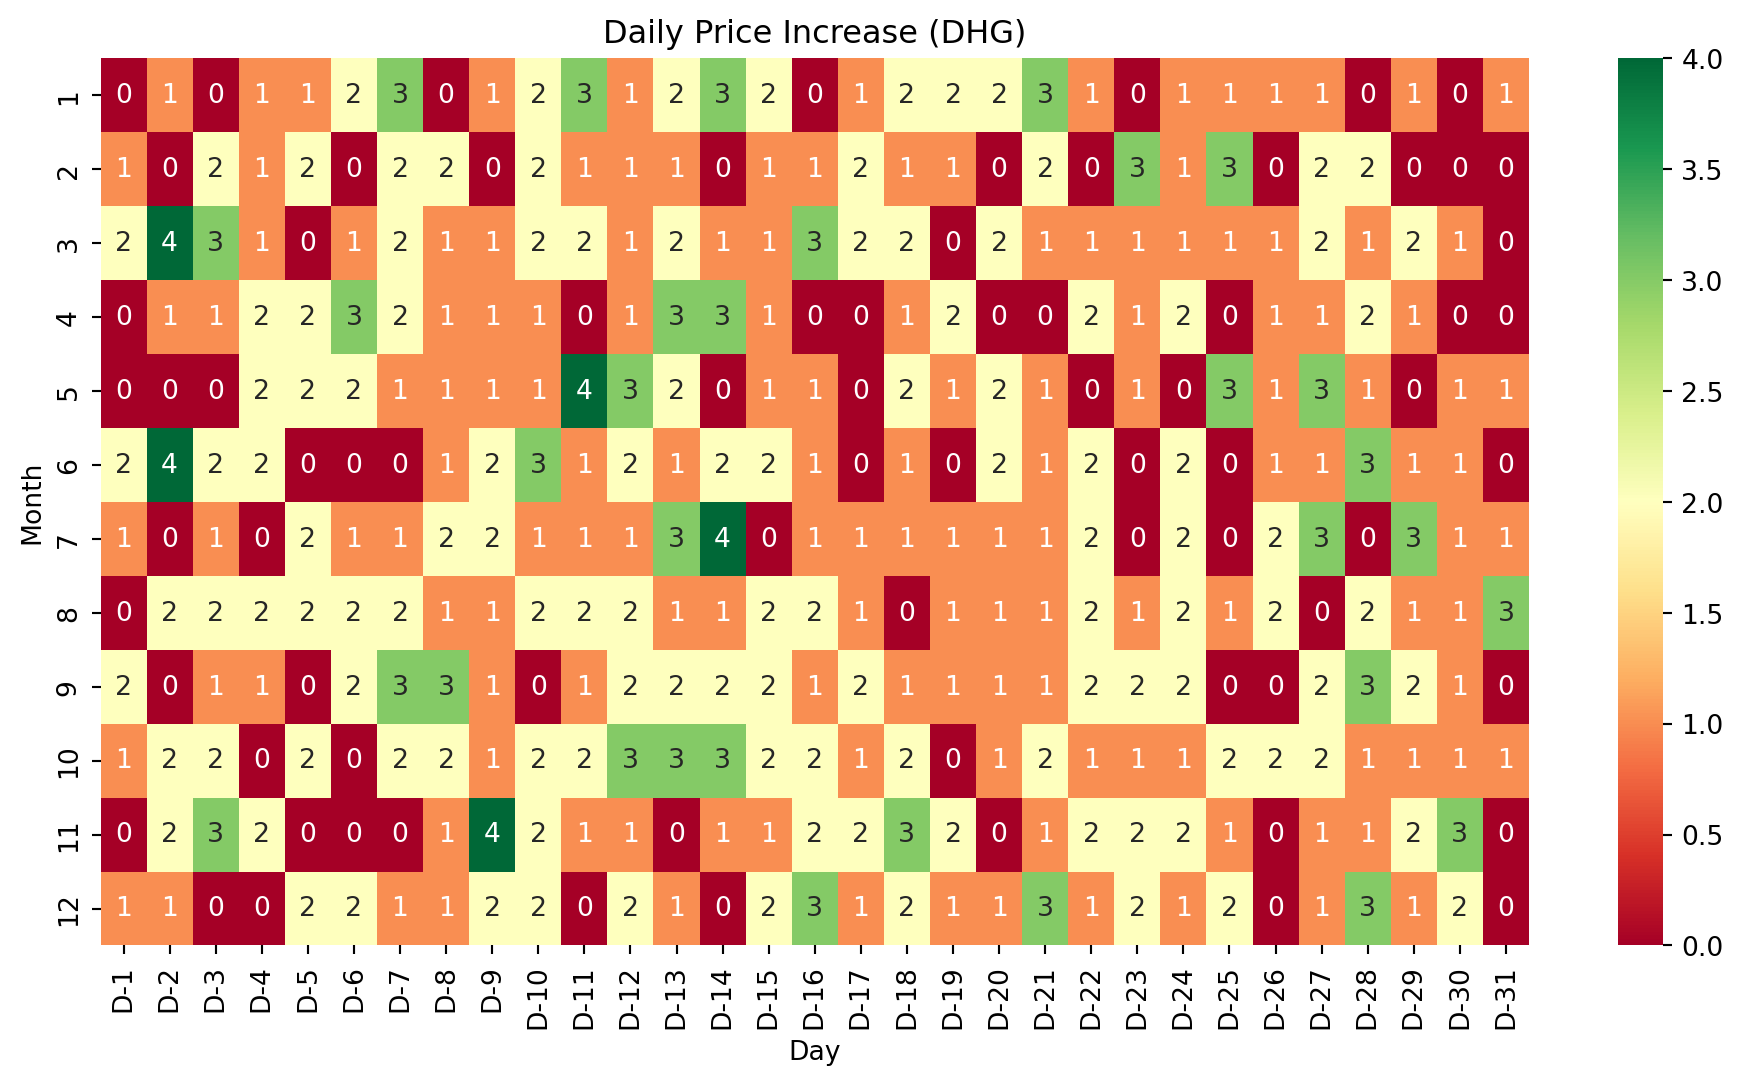 Daily Price Increase (DHG)
1 0 1 0 1 1 2 3 0 1 2 3 1 2 3 2 0 1 2 2 2 3 1 0 1 1 1 1 0 1 0 1
2 1 0 2 1 2 0 2 2 0 2 1 1 1 0 1 1 2 1 1 0 2 0 3 1 3 0 2 2 0 0 0
3 2 4 3 1 0 1 2 1 1 2 2 1 2 1 1 3 2 2 0 2 1 1 1 1 1 1 2 1 2 1 0
4 0 1 1 2 2 3 2 1 1 1 0 1 3 3 1 0 0 1 2 0 0 2 1 2 0 1 1 2 1 0 0
5 0 0 0 2 2 2 1 1 1 1 4 3 2 0 1 1 0 2 1 2 1 0 1 0 3 1 3 1 0 1 1
6 2 4 2 2 0 0 0 1 2 3 1 2 1 2 2 1 0 1 0 2 1 2 0 2 0 1 1 3 1 1 0
7 1 0 1 0 2 1 1 2 2 1 1 1 3 4 0 1 1 1 1 1 1 2 0 2 0 2 3 0 3 1 1
8 0 2 2 2 2 2 2 1 1 2 2 2 1 1 2 2 1 0 1 1 1 2 1 2 1 2 0 2 1 1 3
9 2 0 1 1 0 2 3 3 1 0 1 2 2 2 2 1 2 1 1 1 1 2 2 2 0 0 2 3 2 1 0
10 1 2 2 0 2 0 2 2 1 2 2 3 3 3 2 2 1 2 0 1 2 1 1 1 2 2 2 1 1 1 1
11 0 2 3 2 0 0 0 1 4 2 1 1 0 1 1 2 2 3 2 0 1 2 2 2 1 0 1 1 2 3 0
12 1 1 0 0 2 2 1 1 2 2 0 2 1 0 2 3 1 2 1 1 3 1 2 1 2 0 1 3 1 2 0
Month
D-1 D-2 D-3 D-4 D-5 D-6 D-7 D-8 D-9 D-10 D-11 D-12 D-13 D-14 D-15 D-16 D-17 D-18 D-19 D-20 D-21 D-22 D-23 D-24 D-25 D-26 D-27 D-28 D-29 D-30 D-31
Day
4.0
3.5
3.0
2.5
2.0
1.5
1.0
0.5
0.0